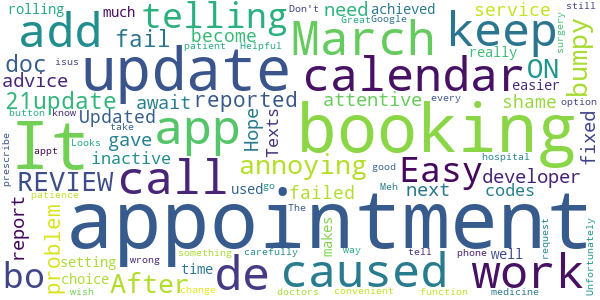 rolling much achieved Don't Great Google surgery still
add telling need March keep service
patient Helpful isus become
doc fail update calendar ON really easier bumpy
advice 21update await reported attentive shame option
button know Updated app Hope Texts booking fixed every
prescribe appt Looks take gave It inactive call annoying Easy developer hospital
REVIEW used go failed good Meh next codes
patience appointment
report problem setting choice wrong The makes something carefully way tell phone well request Unfortunately
bo wish After time change de doctors convenient caused function work medicine